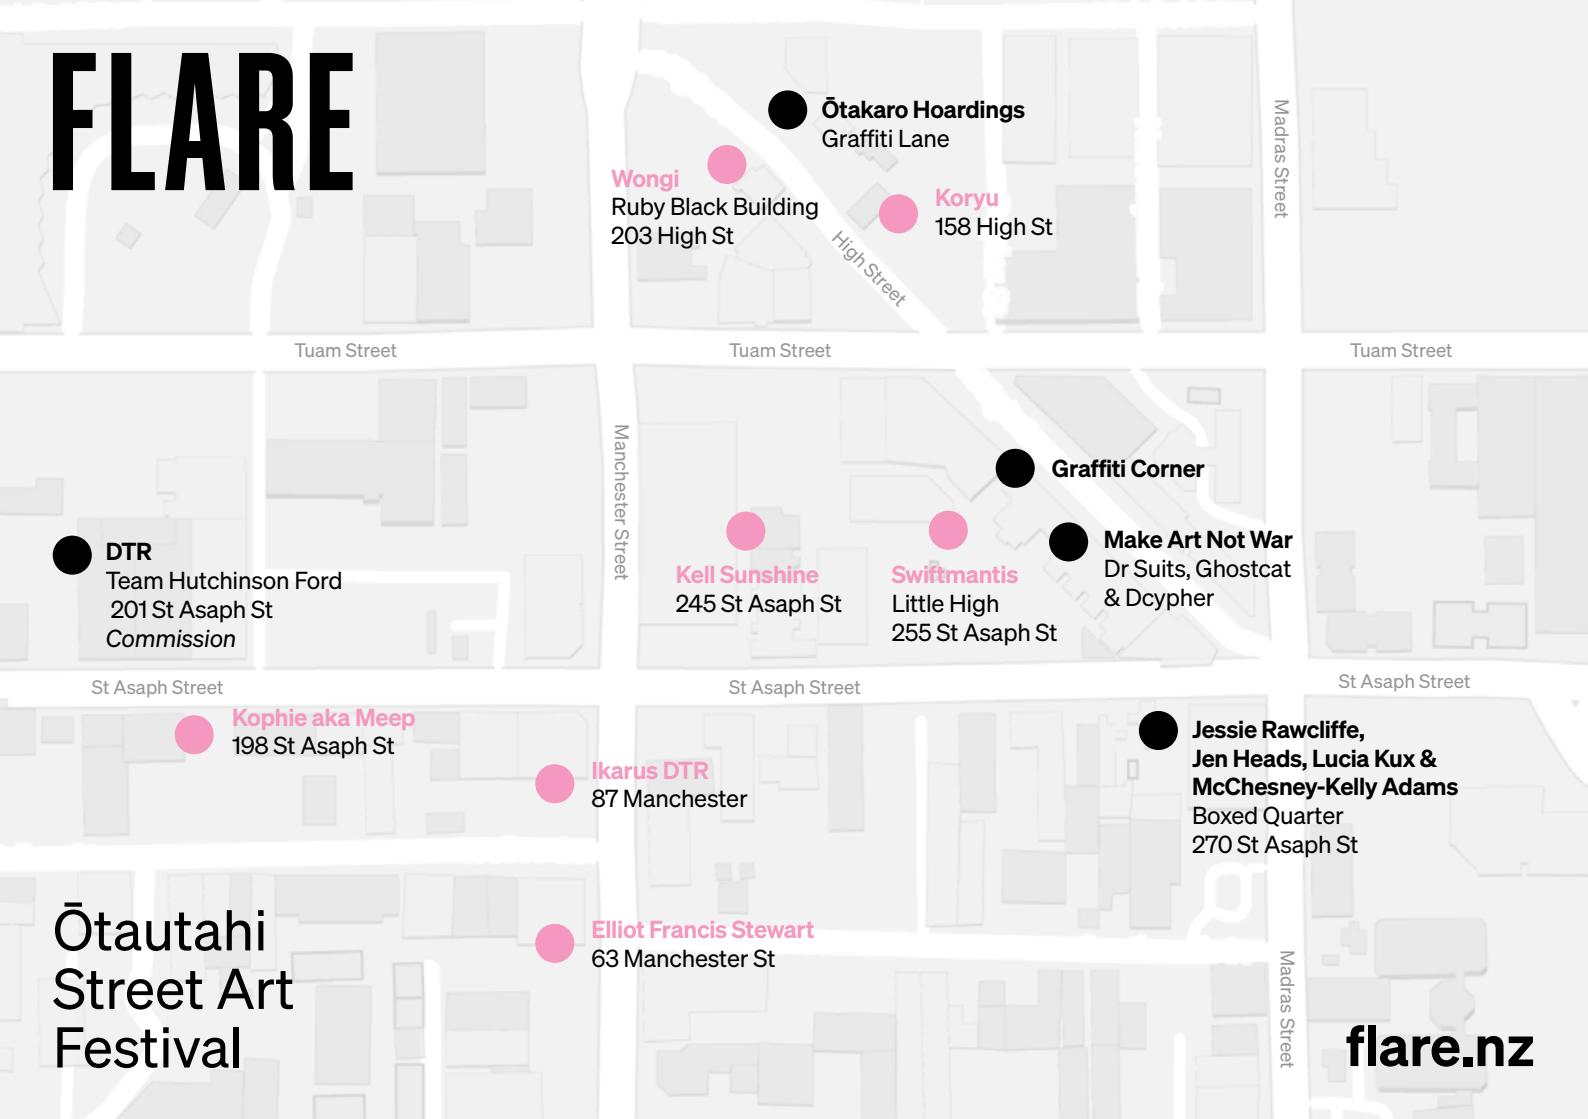 FLARE
Ōtakaro Hoardings
Graffiti Lane
Wongi
Ruby Black Building
203 High St
Koryu
158 High St
High Street
Madras Street
Tuam Street
Tuam Street
Tuam Street
Manchester Street
Graffiti Corner
DTR
Team Hutchinson Ford
201 St Asaph St
Commission
Kell Sunshine
245 St Asaph St
Swiftmantis
Little High
255 St Asaph St
Make Art Not War
Dr Suits, Ghostcat
& Dcypher
St Asaph Street
St Asaph Street
St Asaph Street
Kophie aka Meep
198 St Asaph St
Ikarus DTR
87 Manchester
Jessie Rawcliffe,
Jen Heads, Lucia Kux &
McChesney-Kelly Adams
Boxed Quarter
270 St Asaph St
Elliot Francis Stewart
63 Manchester St
Madras Street
Ōtautahi
Street Art
Festival
flare.nz